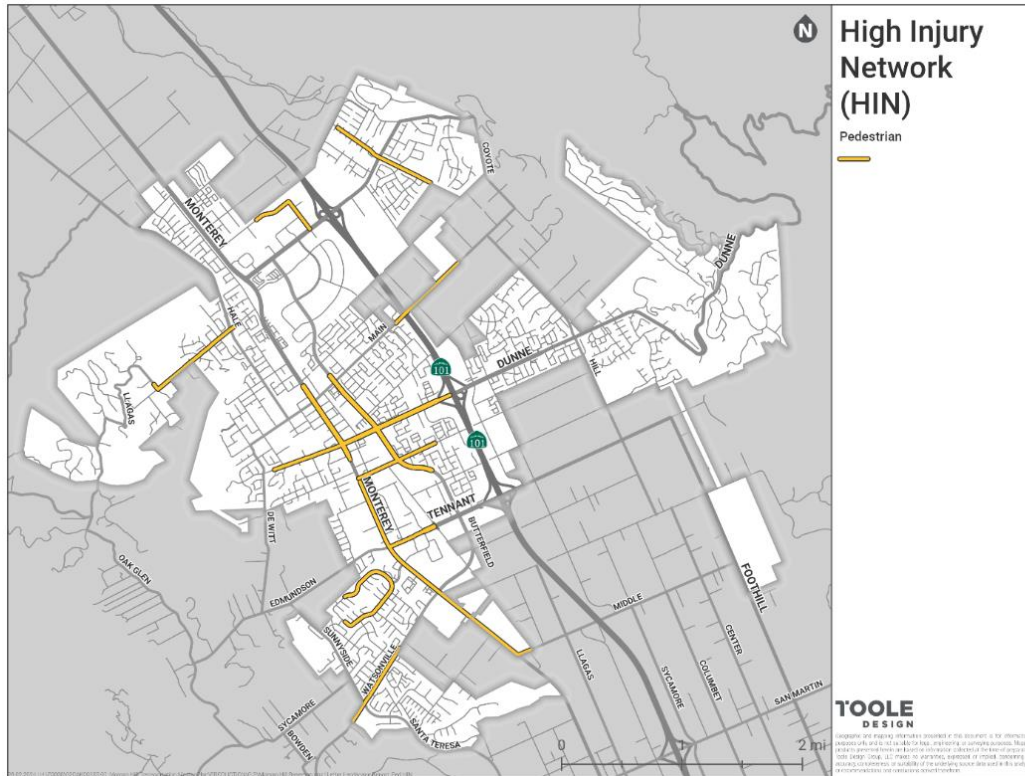 N
High Injury
Network
(HIN)
Pedestrian
COYOTE
MONTEREY
DUNNE
HALE
MAIN
LLAGAS
101
DUNNE
HILL
101
MONTEREY
TENNANT
DE WITT
BUTTERFIELD
OAK GLEN
EDMUNDSON
FOOTHILL
MIDDLE
SUNNYSIDE
WATSONVILLE
CENTER
LLAGAS
SYCAMORE
COLUMBET
SAN MARTIN
SYCAMORE
BOWDEN
SANTA TERESA
0 1 2 mi
TOOLE
DESIGN